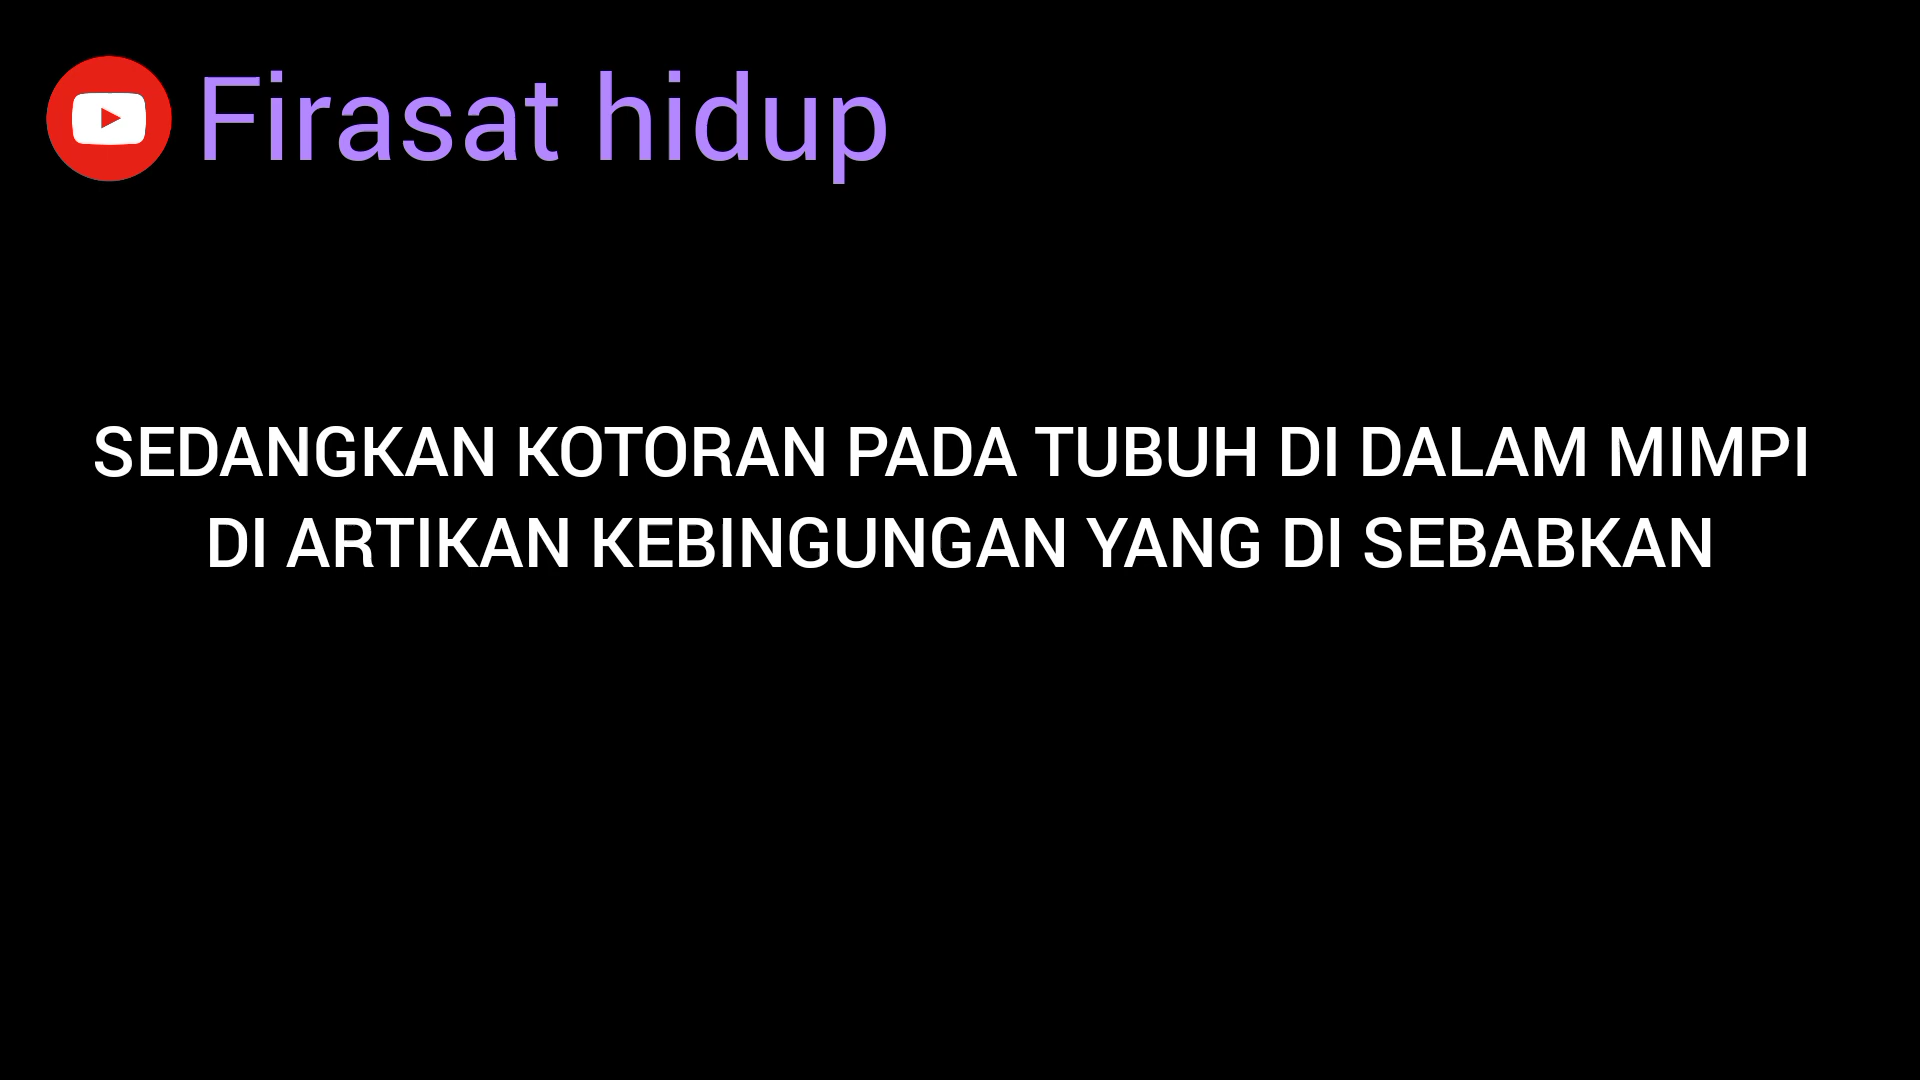 Firasat hidup
SEDANGKAN KOTORAN PADA TUBUH DI DALAM MIMPI
DI ARTIKAN KEBINGUNGAN YANG DI SEBABKAN